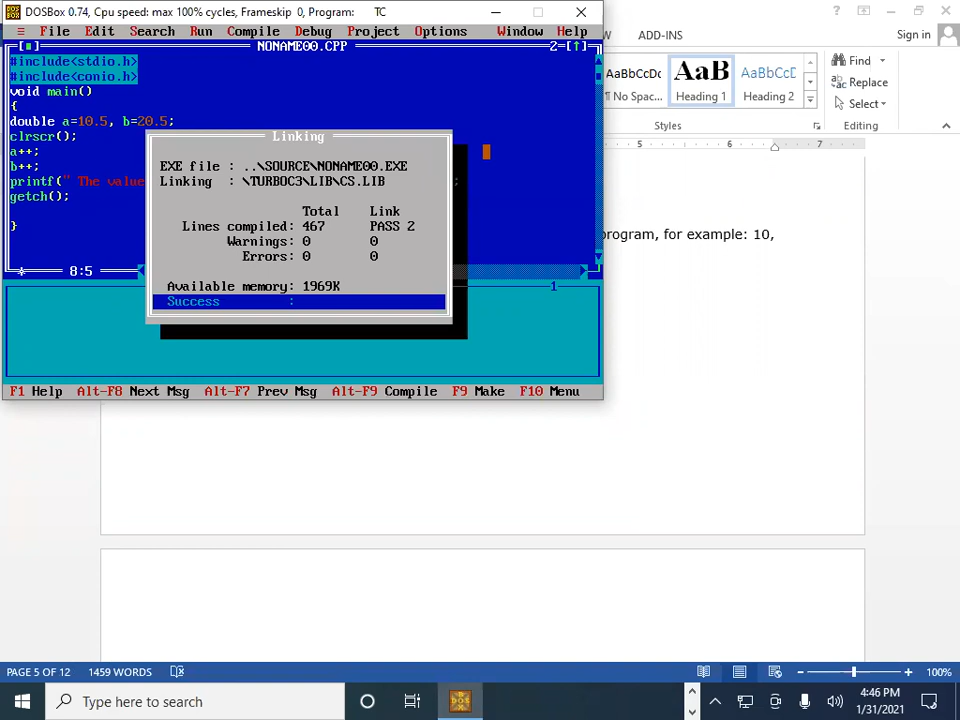 DOSBox 0.74, Cpu speed: max 100% cycles, Frameskip 0, Program: TC
≡ File Edit Search Run Compile Debug Project Options Window Help
NONAME00.CPP 2=[↑]
#include<stdio.h>
#include<conio.h>
void main()
{
double a=10.5, b=20.5;
clrscr();
a++;
b++;
printf(" The value ;
getch();
}
8:5
Linking
EXE file : ..\SOURCE\NONAME00.EXE
Linking : \TURBOC3\LIB\CS.LIB
Total Link
Lines compiled: 467 PASS 2
Warnings: 0 0
Errors: 0 0
Available memory: 1969K
Success :
1
F1 Help Alt-F8 Next Msg Alt-F7 Prev Msg Alt-F9 Compile F9 Make F10 Menu
? Sign in
W ADD-INS
AaBbCcDc AaB AaBbCcD
¶ No Spac... Heading 1 Heading 2
Styles
Find
Replace
Select
Editing
5 6 7
program, for example: 10,
PAGE 5 OF 12 1459 WORDS 100%
Type here to search
4:46 PM
1/31/2021